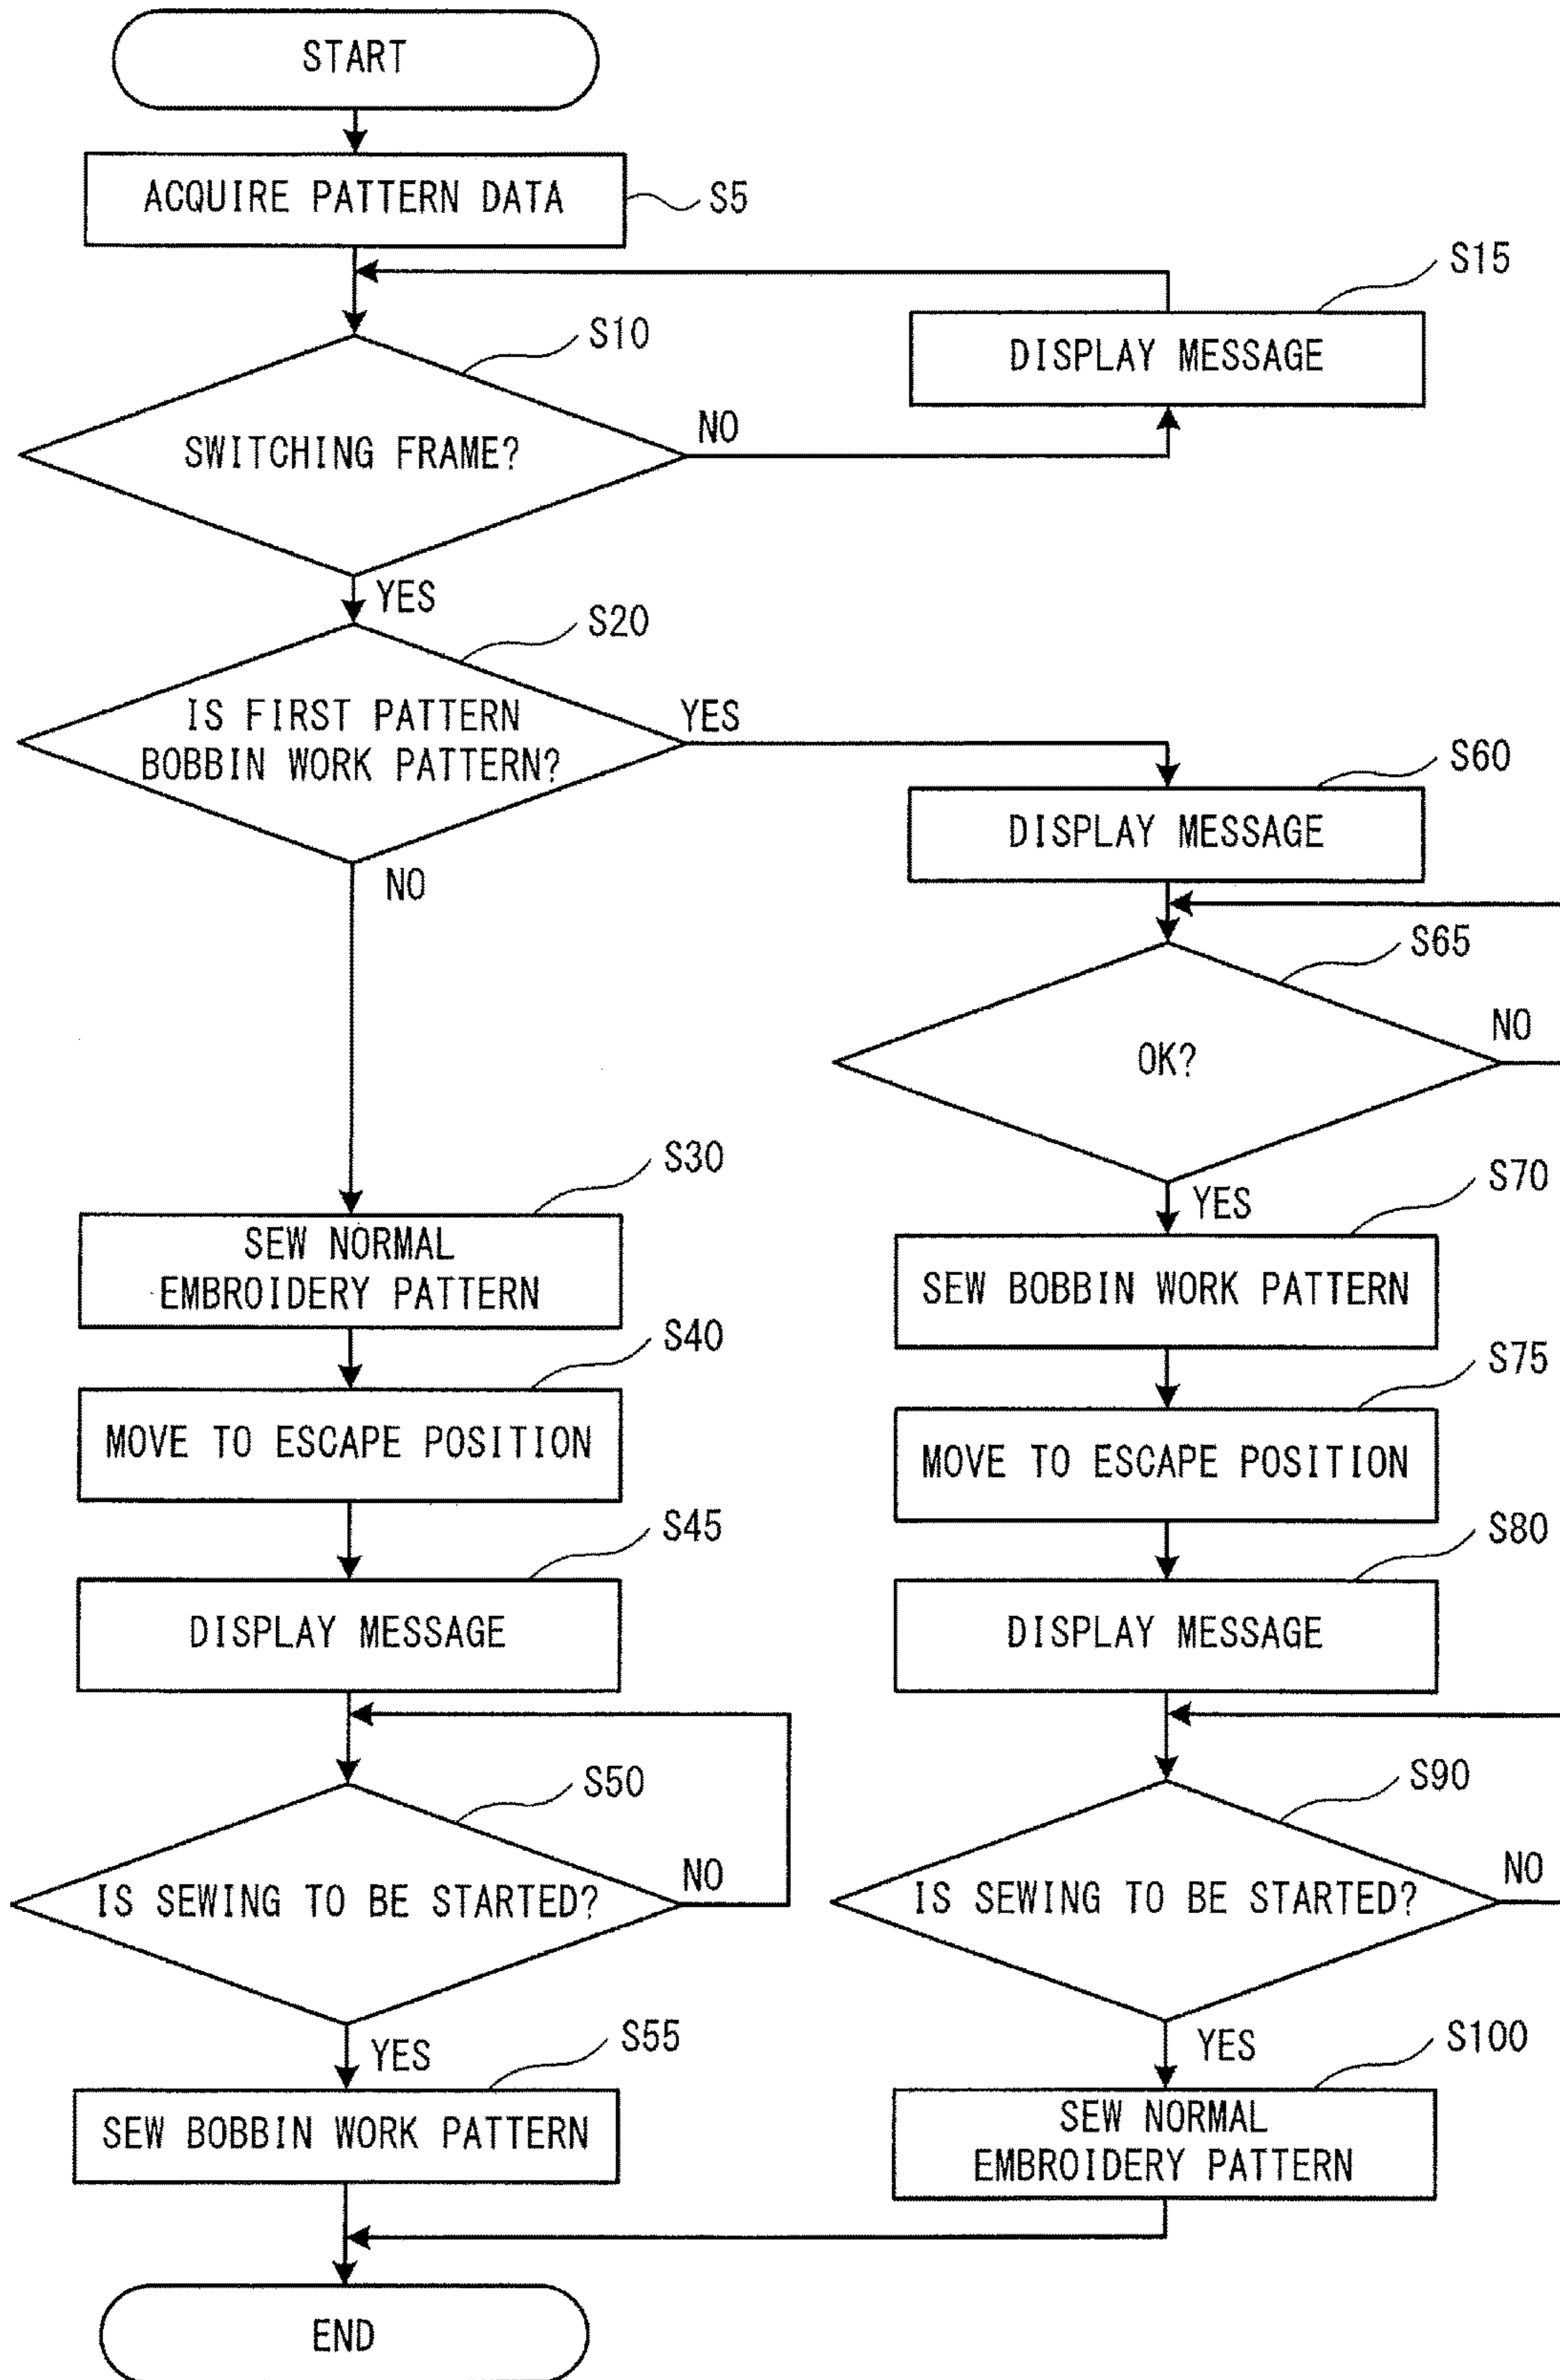 START
ACQUIRE PATTERN DATA
S5
S15
DISPLAY MESSAGE
S10
SWITCHING FRAME?
NO
YES
S20
IS FIRST PATTERN
BOBBIN WORK PATTERN?
YES
NO
S60
DISPLAY MESSAGE
S65
OK?
NO
YES
S30
SEW NORMAL
EMBROIDERY PATTERN
S40
MOVE TO ESCAPE POSITION
S45
DISPLAY MESSAGE
S50
IS SEWING TO BE STARTED?
NO
YES
S55
SEW BOBBIN WORK PATTERN
S70
SEW BOBBIN WORK PATTERN
S75
MOVE TO ESCAPE POSITION
S80
DISPLAY MESSAGE
S90
IS SEWING TO BE STARTED?
NO
YES
S100
SEW NORMAL
EMBROIDERY PATTERN
END